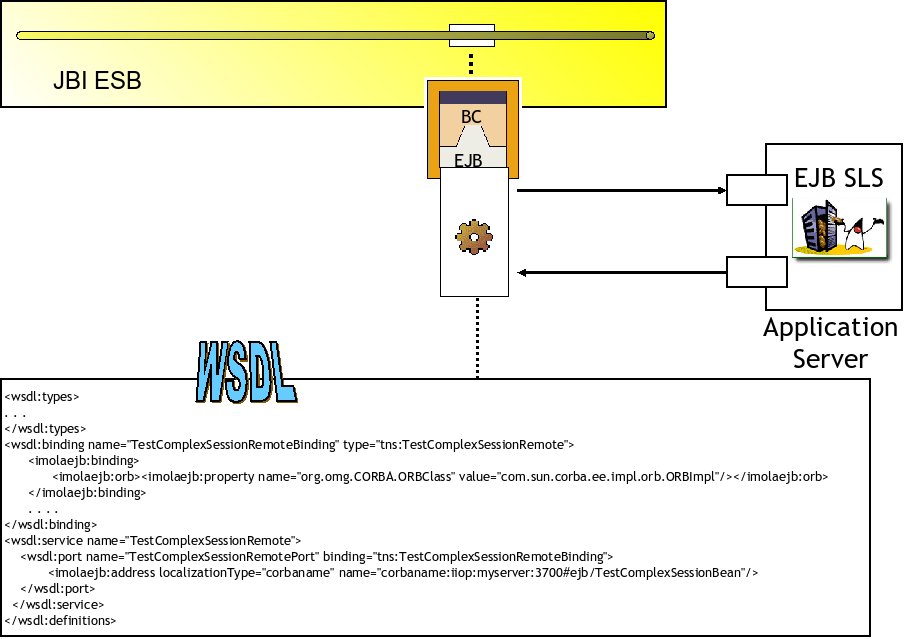 JBI ESB
BC
EJB
EJB SLS
Application
Server
WSDL
<wsdl:types>
. . .
</wsdl:types>
<wsdl:binding name="TestComplexSessionRemoteBinding" type="tns:TestComplexSessionRemote">
<imolaejb:binding>
<imolaejb:orb><imolaejb:property name="org.omg.CORBA.ORBClass" value="com.sun.corba.ee.impl.orb.ORBImpl"/></imolaejb:orb>
</imolaejb:binding>
. . . .
</wsdl:binding>
<wsdl:service name="TestComplexSessionRemote">
<wsdl:port name="TestComplexSessionRemotePort" binding="tns:TestComplexSessionRemoteBinding">
<imolaejb:address localizationType="corbaname" name="corbaname:iiop:myserver:3700#ejb/TestComplexSessionBean"/>
</wsdl:port>
</wsdl:service>
</wsdl:definitions>